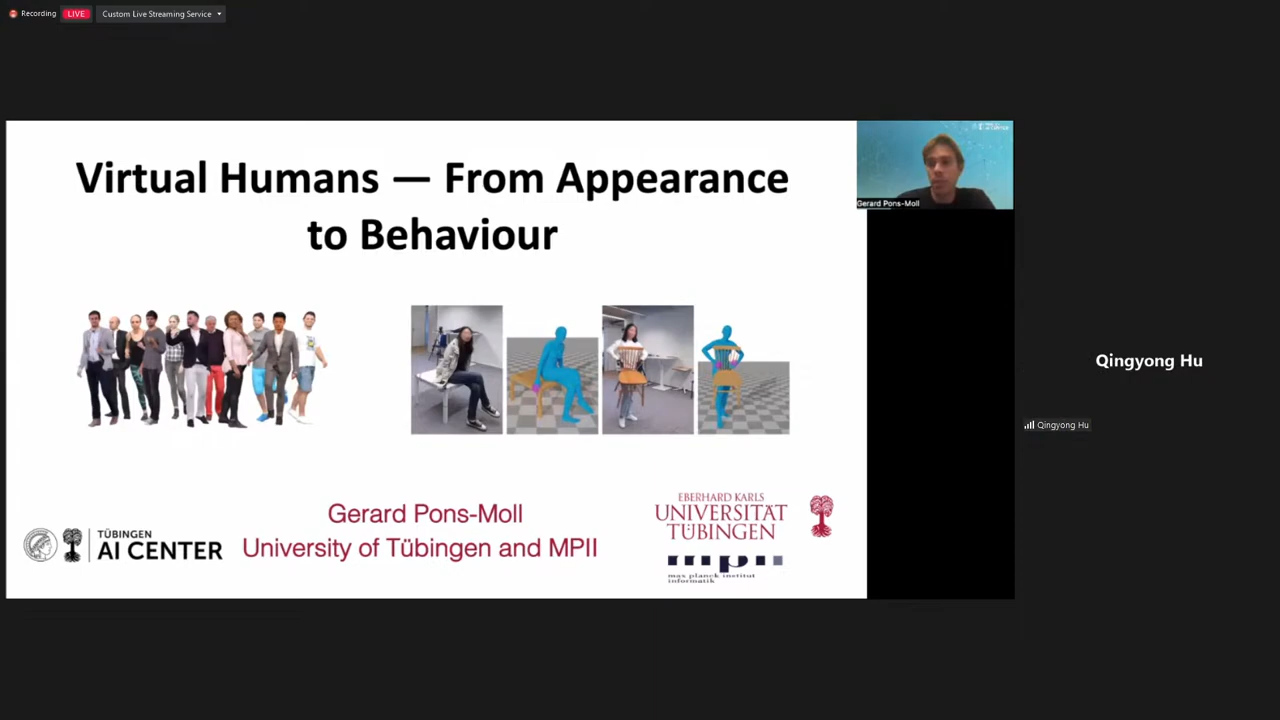 Recording
LIVE
Custom Live Streaming Service
Virtual Humans — From Appearance
to Behaviour
Gerard Pons-Moll
Qingyong Hu
Qingyong Hu
TÜBINGEN
AI CENTER
Gerard Pons-Moll
University of Tübingen and MPII
EBERHARD KARLS
UNIVERSITÄT
TÜBINGEN
max planck institut
informatik